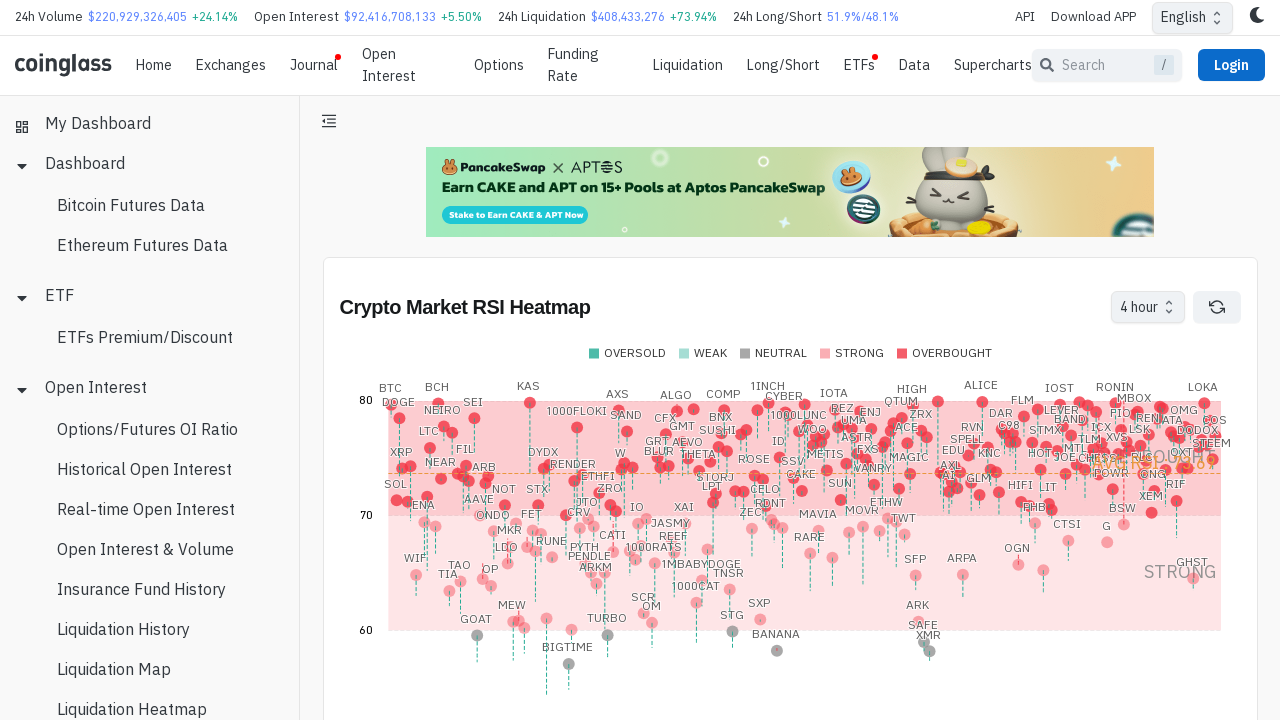 24h Volume $220,929,326,405 +24.14% Open Interest $92,416,708,133 +5.50% 24h Liquidation $408,433,276 +73.94% 24h Long/Short 51.9%/48.1% API Download APP English
coinglass Home Exchanges Journal Open Interest Options Funding Rate Liquidation Long/Short ETFs Data Supercharts Search / Login
My Dashboard
Dashboard
Bitcoin Futures Data
Ethereum Futures Data
ETF
ETFs Premium/Discount
Open Interest
Options/Futures OI Ratio
Historical Open Interest
Real-time Open Interest
Open Interest & Volume
Insurance Fund History
Liquidation History
Liquidation Map
Liquidation Heatmap
PancakeSwap X APTOS
Earn CAKE and APT on 15+ Pools at Aptos PancakeSwap
Stake to Earn CAKE & APT Now
Crypto Market RSI Heatmap
4 hour
OVERSOLD WEAK NEUTRAL STRONG OVERBOUGHT
BTC BCH KAS AXS ALGO COMP 1INCH CYBER IOTA HIGH ALICE FLM IOST RONIN MBOX LOKA
80
DOGE NEIRO SEI 1000FLOKI SAND CFX GMT BNX SUSHI 1000LUNC REZ ENJ QTUM ZRX RVN DAR LEVER BAND PIO OMG COS
LTC FIL WOO UMA ACE C98 STMX ICX LSK DODOX
XRP NEAR ARB DYDX RENDER W GRT BLUR AEVO THETA ROSE ID SSV METIS ASTR FXS MAGIC EDU SPELL KNC HOT JOE MTL TLM XVS STEEM
SOL ENA AAVE NOT STX ETHFI ZRO STORJ LPT CELO CAKE SUN VANRY GLM HIFI LIT POWR XEM RIF
70
ONDO FET JTO CRV IO XAI ZEC MAVIA MOVR ETHW TWT CTSI G BSW
WIF LDO MKR RUNE PYTH CATI JASMY 1000RATS REEF RARE SFP ARPA OGN GHST
STRONG
TIA TAO OP PENDLE ARKM 1MBABYDOGE TNSR
1000CAT
MEW SCR OM SXP ARK
GOAT TURBO STG SAFE
60
BIGTIME BANANA XMR